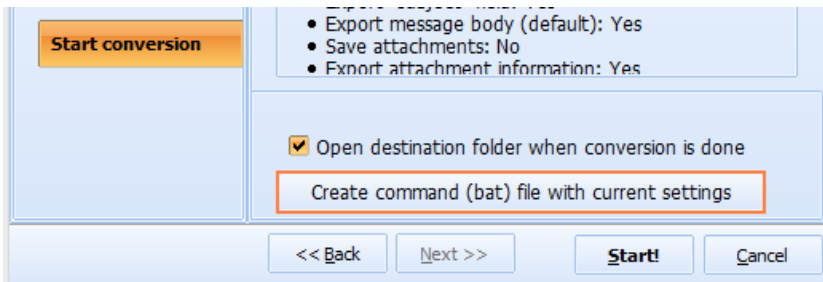 Start conversion
• Export message body (default): Yes
• Save attachments: No
• Export attachment information: Yes
Open destination folder when conversion is done
Create command (bat) file with current settings
<< Back
Next >>
Start!
Cancel